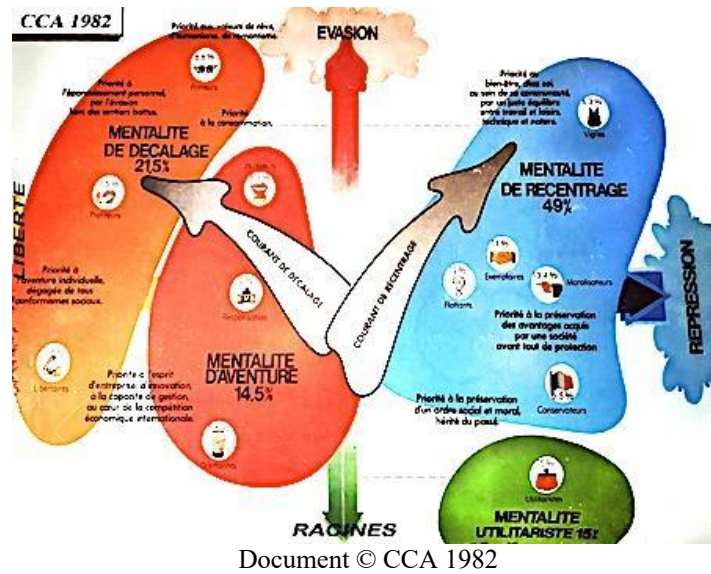 CCA 1982
EVASION
Priorité aux valeurs de rêve,
d'humanisme, de romantisme.
Priorité à
l'épanouissement personnel,
par l'évasion
hors des sentiers battus.
Priorité
à la consommation.
MENTALITE
DE DECALAGE
21,5%
LIBERTE
Profiteurs
Priorité à
l'aventure individuelle,
dégagée de tous
conformismes sociaux.
Libertaires
COURANT DE DECALAGE
Responsables
MENTALITE
D'AVENTURE
14,5%
Priorité à l'esprit
d'entreprise, d'innovation,
à la capacité de gestion,
au cœur de la compétition
économique internationale.
Priorité au
bien-être, chez soi,
au sein de sa communauté,
par un juste équilibre
entre travail et loisirs,
technique et nature.
Vigiles
MENTALITE
DE RECENTRAGE
49%
COURANT DE RECENTRAGE
Exemplaires
Moralisateurs
Flottants
Priorité à la préservation
des avantages acquis
par une société
avant tout de protection
REPRESSION
Conservateurs
Priorité à la préservation
d'un ordre social et moral,
hérité du passé.
RACINES
Utilitaristes
MENTALITE
UTILITARISTE 15%
Document © CCA 1982